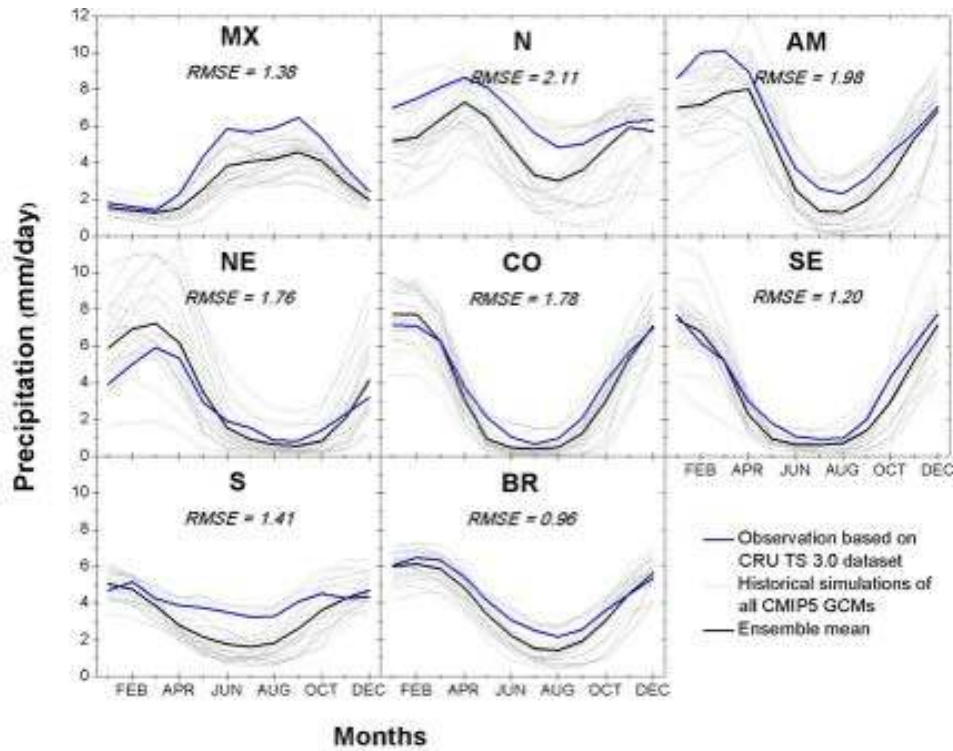 MX
N
AM
RMSE = 1.38
RMSE = 2.11
RMSE = 1.98
12
10
8
6
4
2
0
NE
CO
SE
RMSE = 1.76
RMSE = 1.78
RMSE = 1.20
10
8
6
4
2
0
FEB APR JUN AUG OCT DEC
S
BR
RMSE = 1.41
RMSE = 0.96
10
8
6
4
2
0
FEB APR JUN AUG OCT DEC
FEB APR JUN AUG OCT DEC
Precipitation (mm/day)
Months
Observation based on
CRU TS 3.0 dataset
Historical simulations of
all CMIP5 GCMs
Ensemble mean